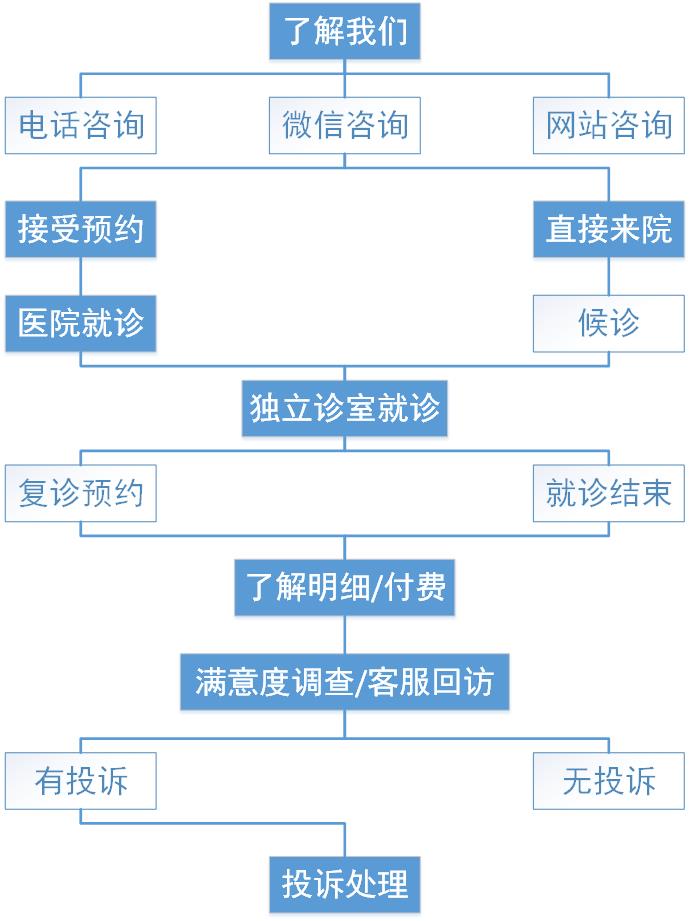 了解我们
电话咨询
微信咨询
网站咨询
接受预约
直接来院
医院就诊
候诊
独立诊室就诊
复诊预约
就诊结束
了解明细/付费
满意度调查/客服回访
有投诉
无投诉
投诉处理